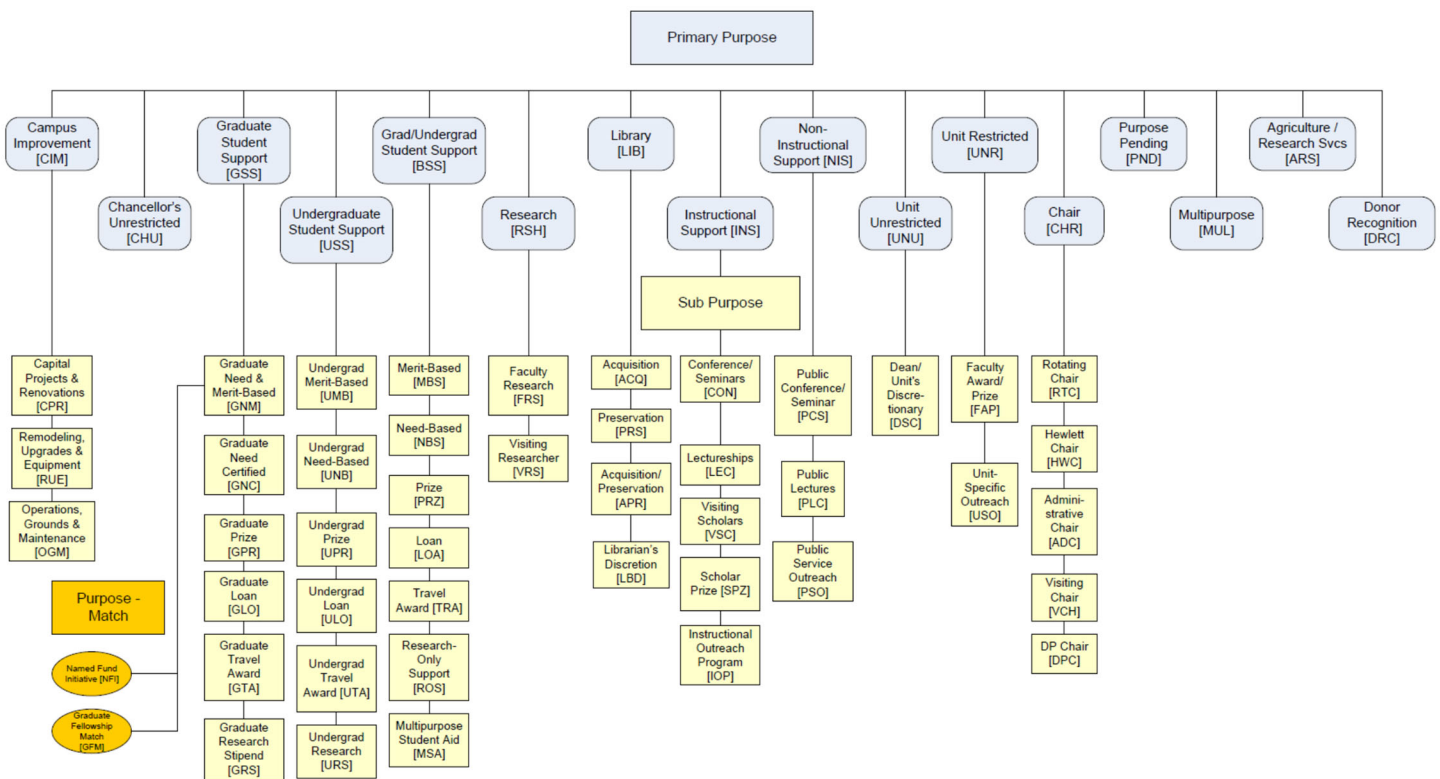 Primary Purpose
Campus
Improvement
[CIM]
Graduate
Student
Support
[GSS]
Grad/Undergrad
Student Support
[BSS]
Library
[LIB]
Non-
Instructional
Support [NIS]
Unit Restricted
[UNR]
Purpose
Pending
[PND]
Agriculture /
Research Svcs
[ARS]
Chancellor's
Unrestricted
[CHU]
Undergraduate
Student Support
[USS]
Research
[RSH]
Instructional
Support [INS]
Unit
Unrestricted
[UNU]
Chair
[CHR]
Multipurpose
[MUL]
Donor
Recognition
[DRC]
Sub Purpose
Capital
Projects &
Renovations
[CPR]
Remodeling,
Upgrades &
Equipment
[RUE]
Operations,
Grounds &
Maintenance
[OGM]
Purpose -
Match
Named Fund
Initiative [NFI]
Graduate
Fellowship
Match
[GFM]
Graduate
Need &
Merit-Based
[GNM]
Graduate
Need
Certified
[GNC]
Graduate
Prize
[GPR]
Graduate
Loan
[GLO]
Graduate
Travel
Award
[GTA]
Graduate
Research
Stipend
[GRS]
Undergrad
Merit-Based
[UMB]
Undergrad
Need-Based
[UNB]
Undergrad
Prize
[UPR]
Undergrad
Loan
[ULO]
Undergrad
Travel
Award [UTA]
Undergrad
Research
[URS]
Merit-Based
[MBS]
Need-Based
[NBS]
Prize
[PRZ]
Loan
[LOA]
Travel
Award [TRA]
Research-
Only
Support
[ROS]
Multipurpose
Student Aid
[MSA]
Faculty
Research
[FRS]
Visiting
Researcher
[VRS]
Acquisition
[ACQ]
Preservation
[PRS]
Acquisition/
Preservation
[APR]
Librarian's
Discretion
[LBD]
Conference/
Seminars
[CON]
Lectureships
[LEC]
Visiting
Scholars
[VSC]
Scholar
Prize [SPZ]
Instructional
Outreach
Program
[IOP]
Public
Conference/
Seminar
[PCS]
Public
Lectures
[PLC]
Public
Service
Outreach
[PSO]
Dean/
Unit's
Discre-
tionary
[DSC]
Faculty
Award/
Prize
[FAP]
Unit-
Specific
Outreach
[USO]
Rotating
Chair
[RTC]
Hewlett
Chair
[HWC]
Admini-
strative
Chair
[ADC]
Visiting
Chair
[VCH]
DP Chair
[DPC]